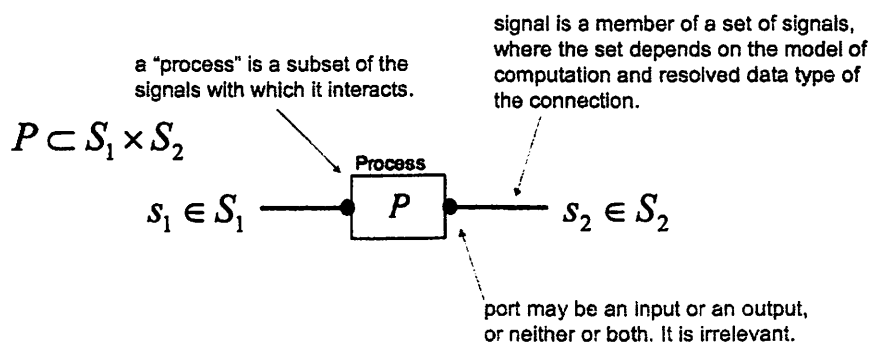 signal is a member of a set of signals,
where the set depends on the model of
computation and resolved data type of
the connection.
a "process" is a subset of the
signals with which it interacts.
P ⊂ S₁ × S₂
Process
s₁ ∈ S₁
P
s₂ ∈ S₂
port may be an input or an output,
or neither or both. It is irrelevant.